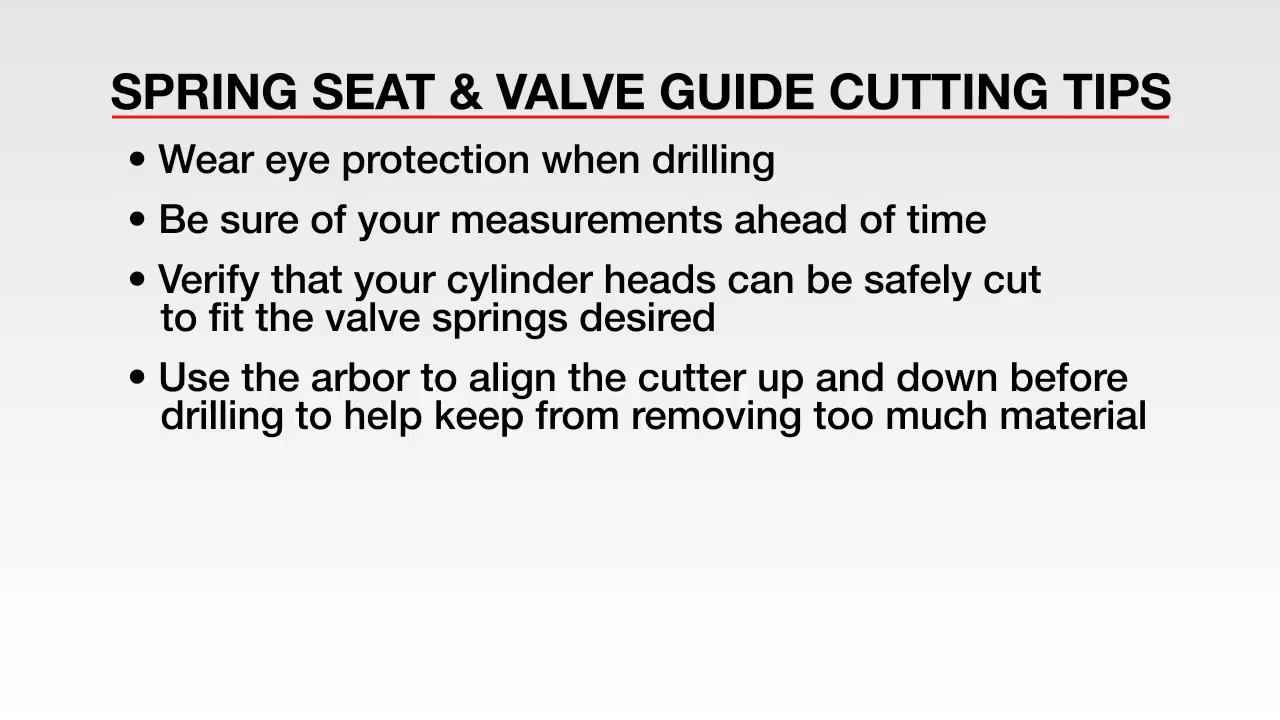 SPRING SEAT & VALVE GUIDE CUTTING TIPS
• Wear eye protection when drilling
• Be sure of your measurements ahead of time
• Verify that your cylinder heads can be safely cut
to fit the valve springs desired
• Use the arbor to align the cutter up and down before
drilling to help keep from removing too much material